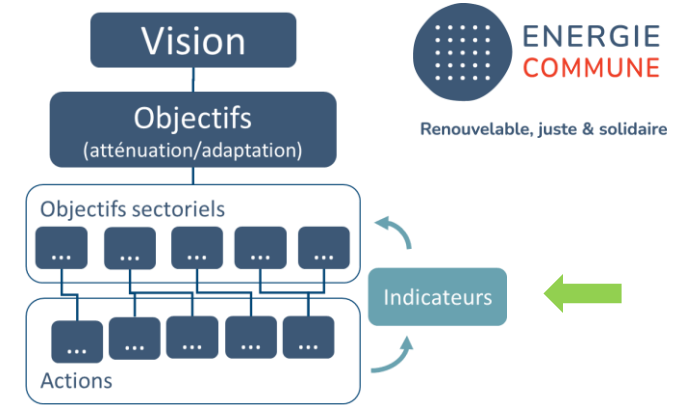 Vision
ENERGIE
COMMUNE
Renouvelable, juste & solidaire
Objectifs
(atténuation/adaptation)
Objectifs sectoriels
... ... ... ... ...
Indicateurs
... ... ... ... ...
Actions